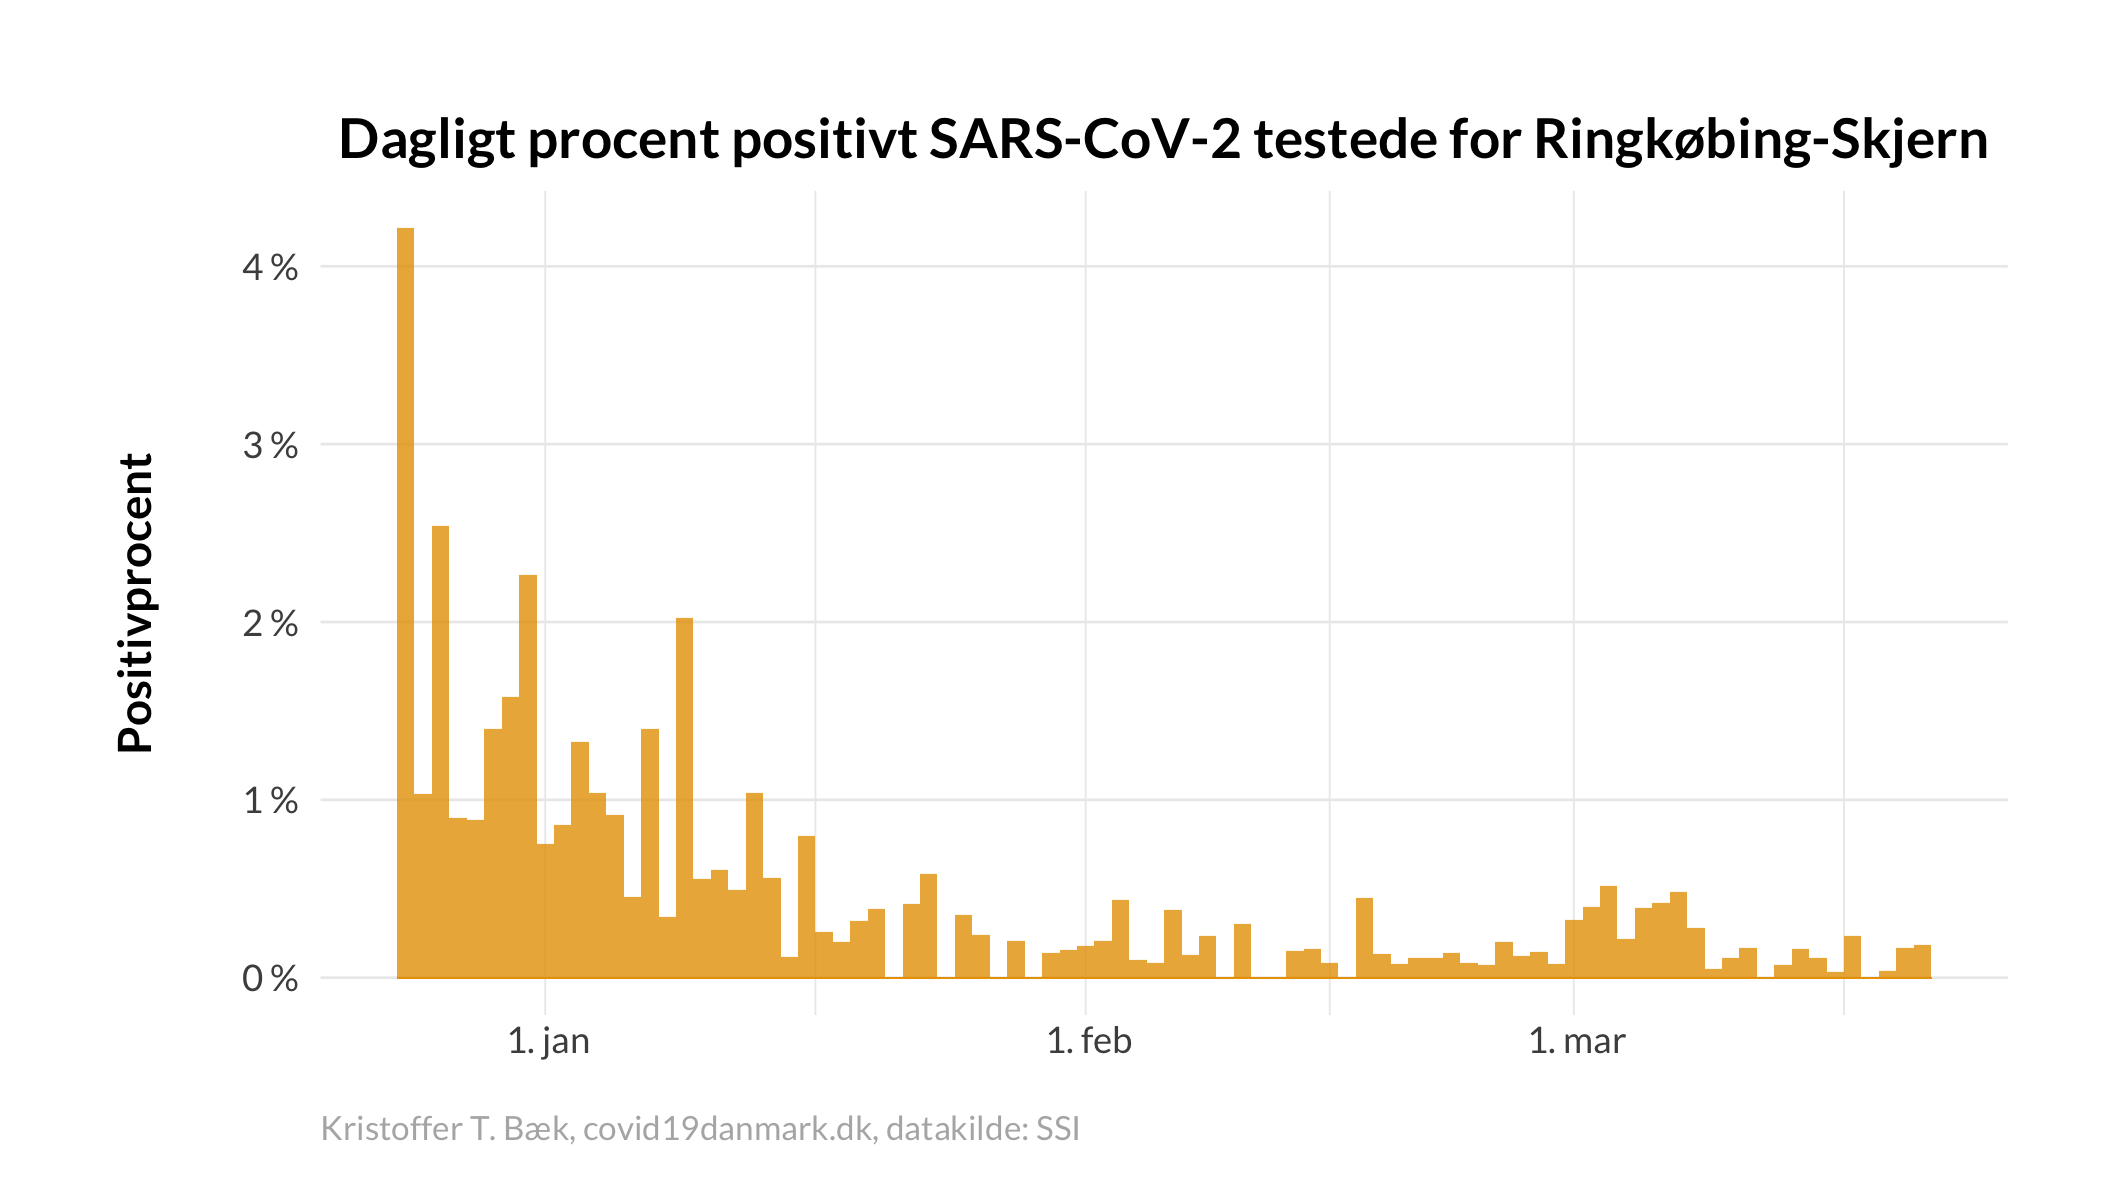 Dagligt procent positivt SARS-CoV-2 testede for Ringkøbing-Skjern
Positivprocent
4 %
3 %
2 %
1 %
0 %
1. jan
1. feb
1. mar
Kristoffer T. Bæk, covid19danmark.dk, datakilde: SSI